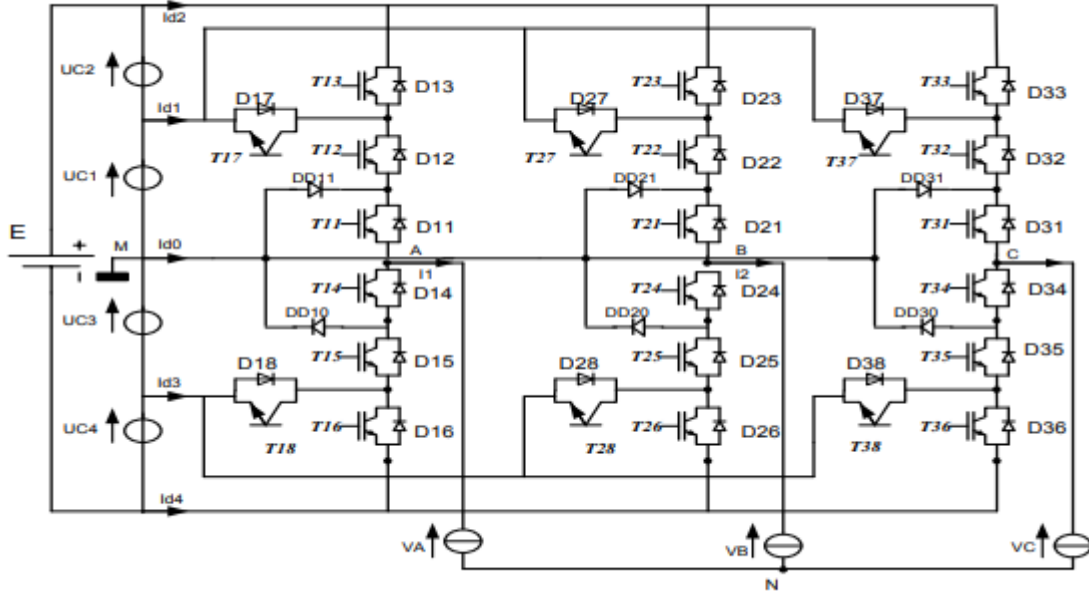 Id2
UC2
T13
D13
T23
D23
T33
D33
Id1
D17
D27
D37
T17
T27
T37
T12
D12
T22
D22
T32
D32
UC1
DD11
DD21
DD31
T11
D11
T21
D21
T31
D31
E
+
M
Id0
A
B
C
I1
I2
T14
D14
T24
D24
T34
D34
UC3
DD10
DD20
DD30
T15
D15
T25
D25
T35
D35
D18
D28
D38
Id3
UC4
T16
D16
T26
D26
T36
D36
T18
T28
T38
Id4
VA
VB
VC
N